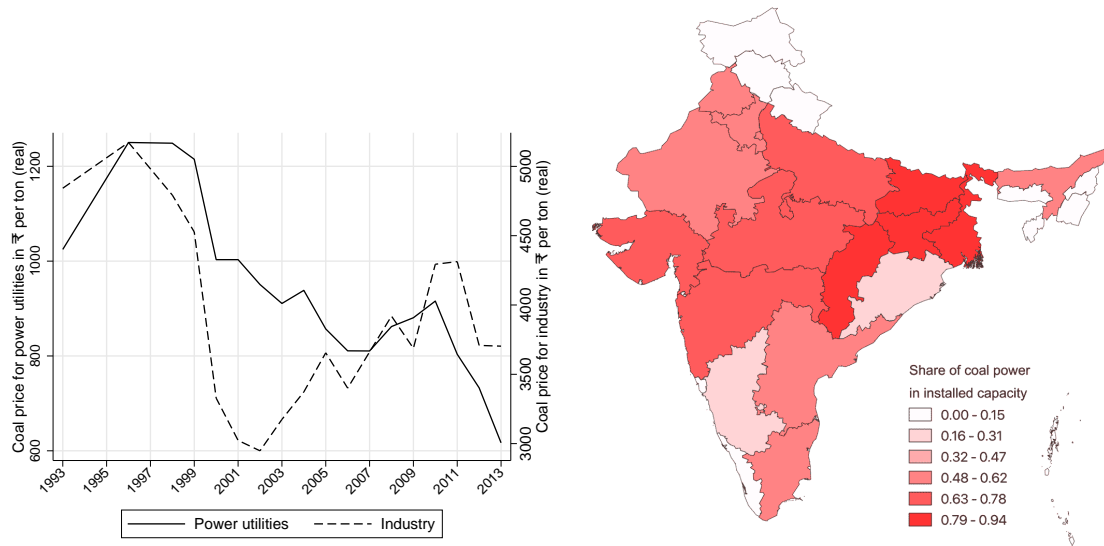 Coal price for power utilities in ₹ per ton (real)
1200
1000
800
600
5000
4500
4000
3500
3000
Coal price for industry in ₹ per ton (real)
1993
1995
1997
1999
2001
2003
2005
2007
2009
2011
2013
Power utilities
Industry
Share of coal power
in installed capacity
0.00 - 0.15
0.16 - 0.31
0.32 - 0.47
0.48 - 0.62
0.63 - 0.78
0.79 - 0.94